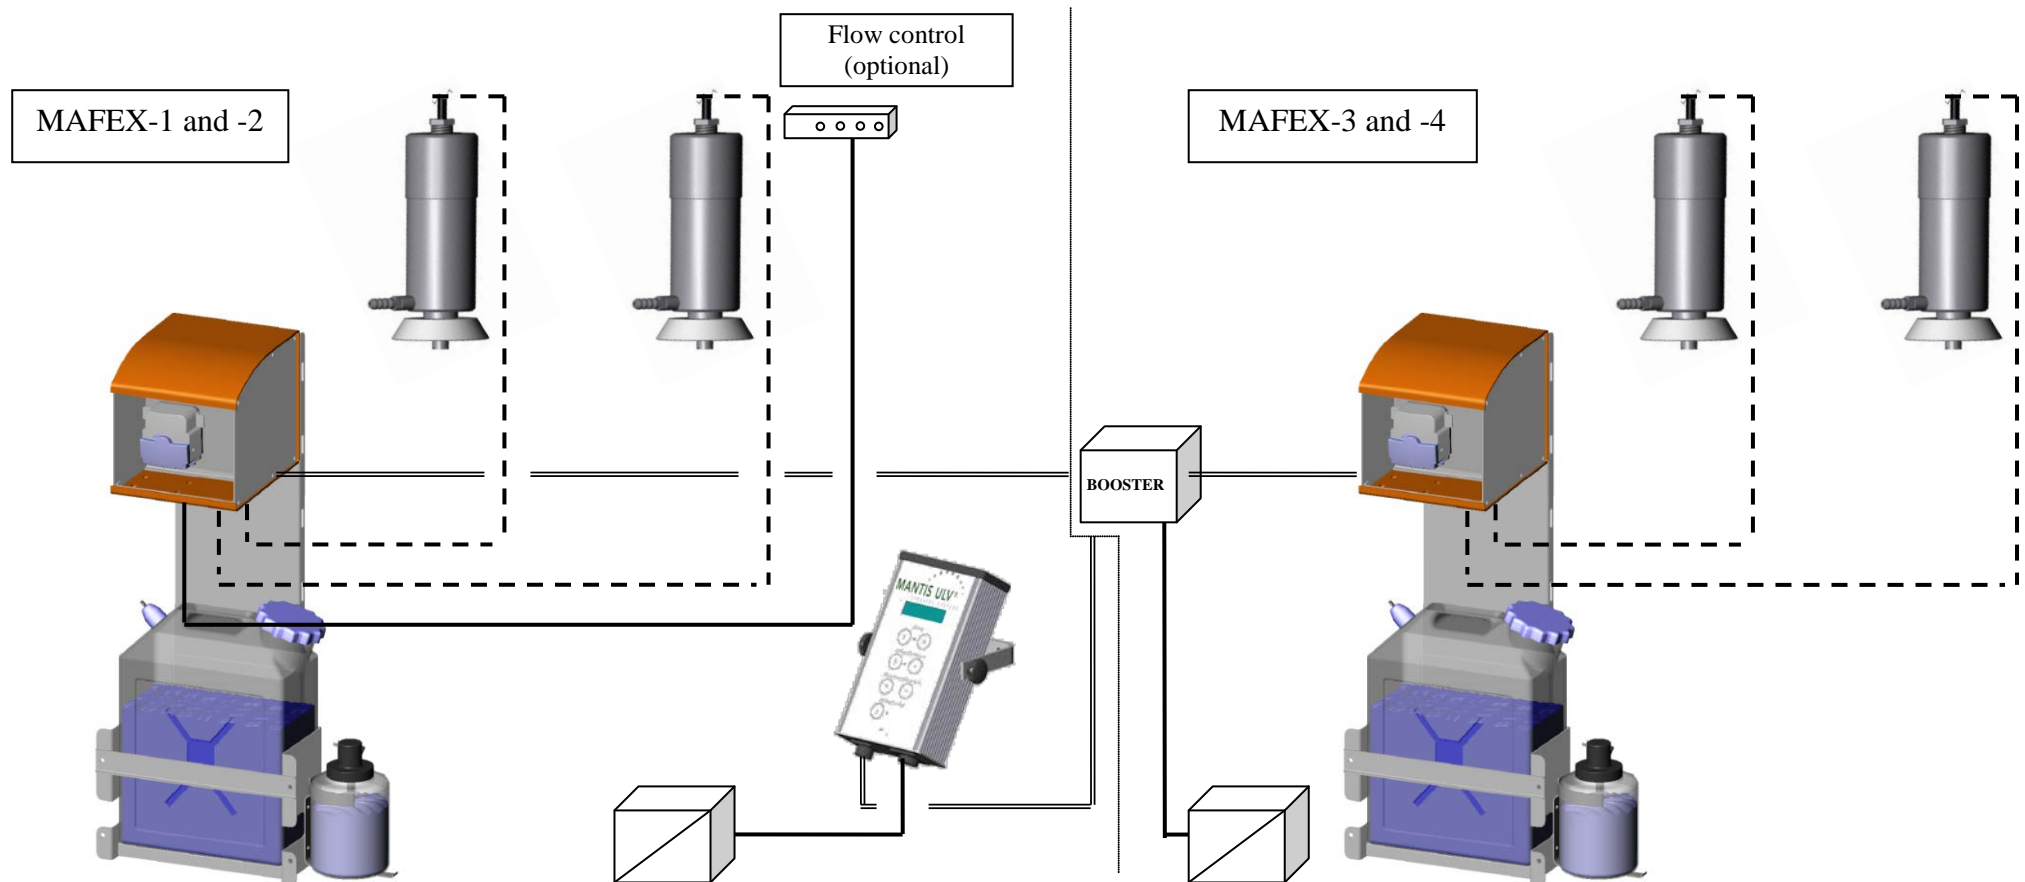 Flow control
(optional)
MAFEX-1 and -2
MAFEX-3 and -4
BOOSTER
MANTIS ULV®